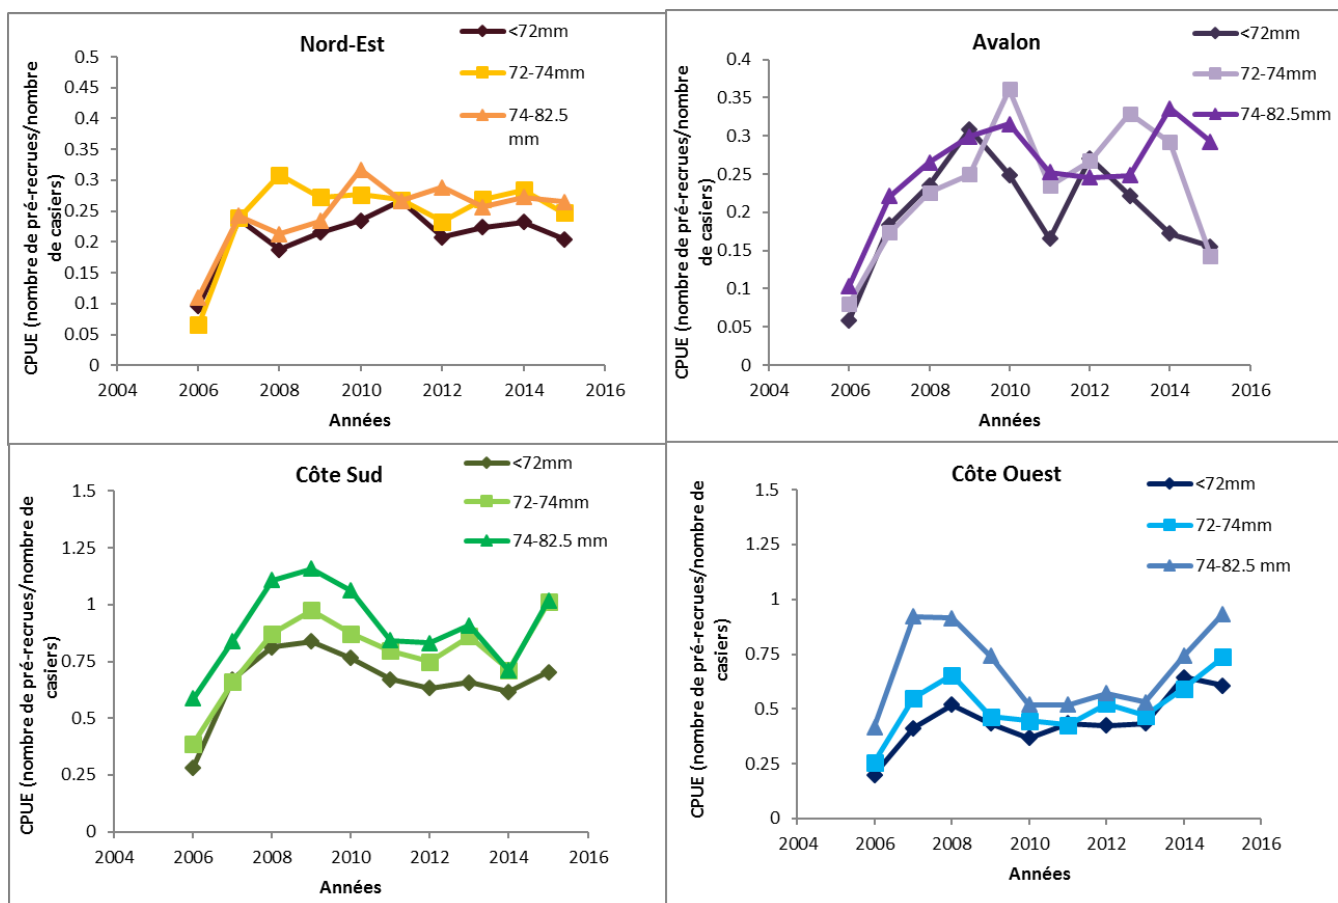 Nord-Est
<72mm
72-74mm
74-82.5
mm
CPUE (nombre de pré-recrues/nombre
de casiers)
0.5
0.45
0.4
0.35
0.3
0.25
0.2
0.15
0.1
0.05
0
2004 2006 2008 2010 2012 2014 2016
Années
Avalon
<72mm
72-74mm
74-82.5mm
CPUE (nombre de pré-recrues/nombre
de casiers)
0.4
0.35
0.3
0.25
0.2
0.15
0.1
0.05
0
2004 2006 2008 2010 2012 2014 2016
Années
Côte Sud
<72mm
72-74mm
74-82.5 mm
CPUE (nombre de pré-recrues/nombre de
casiers)
1.5
1.25
1
0.75
0.5
0.25
0
2004 2006 2008 2010 2012 2014 2016
Années
Côte Ouest
<72mm
72-74mm
74-82.5 mm
CPUE (nombre de pré-recrues/nombre de
casiers)
1.5
1.25
1
0.75
0.5
0.25
0
2004 2006 2008 2010 2012 2014 2016
Années